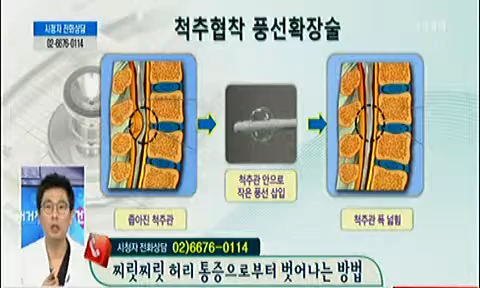 시청자 전화상담
02-6676-0114
척추협착 풍선확장술
좁아진 척추관
척추관 안으로
작은 풍선 삽입
척추관 폭 넓힘
시청자 전화상담 02)6676-0114
찌릿찌릿 허리 통증으로부터 벗어나는 방법